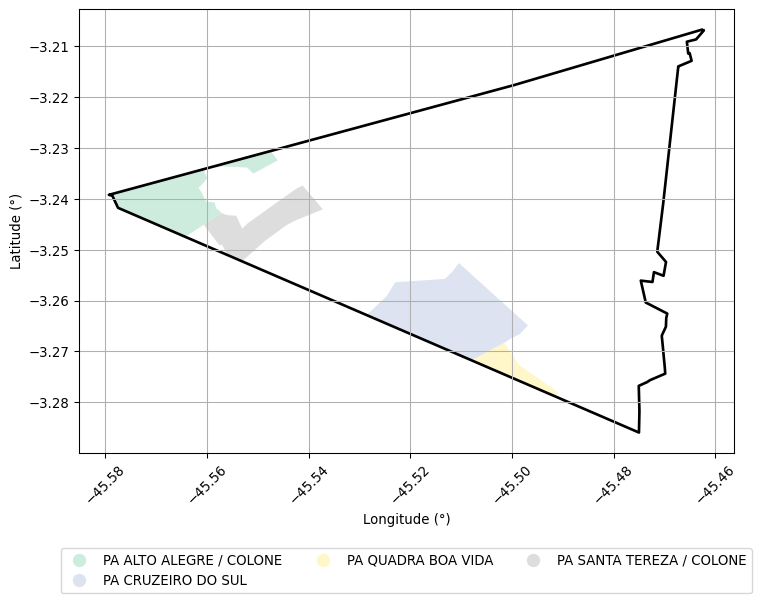 −3.21
−3.22
−3.23
−3.24
−3.25
−3.26
−3.27
−3.28
Latitude (°)
−45.58 −45.56 −45.54 −45.52 −45.50 −45.48 −45.46
Longitude (°)
PA ALTO ALEGRE / COLONE PA QUADRA BOA VIDA PA SANTA TEREZA / COLONE
PA CRUZEIRO DO SUL